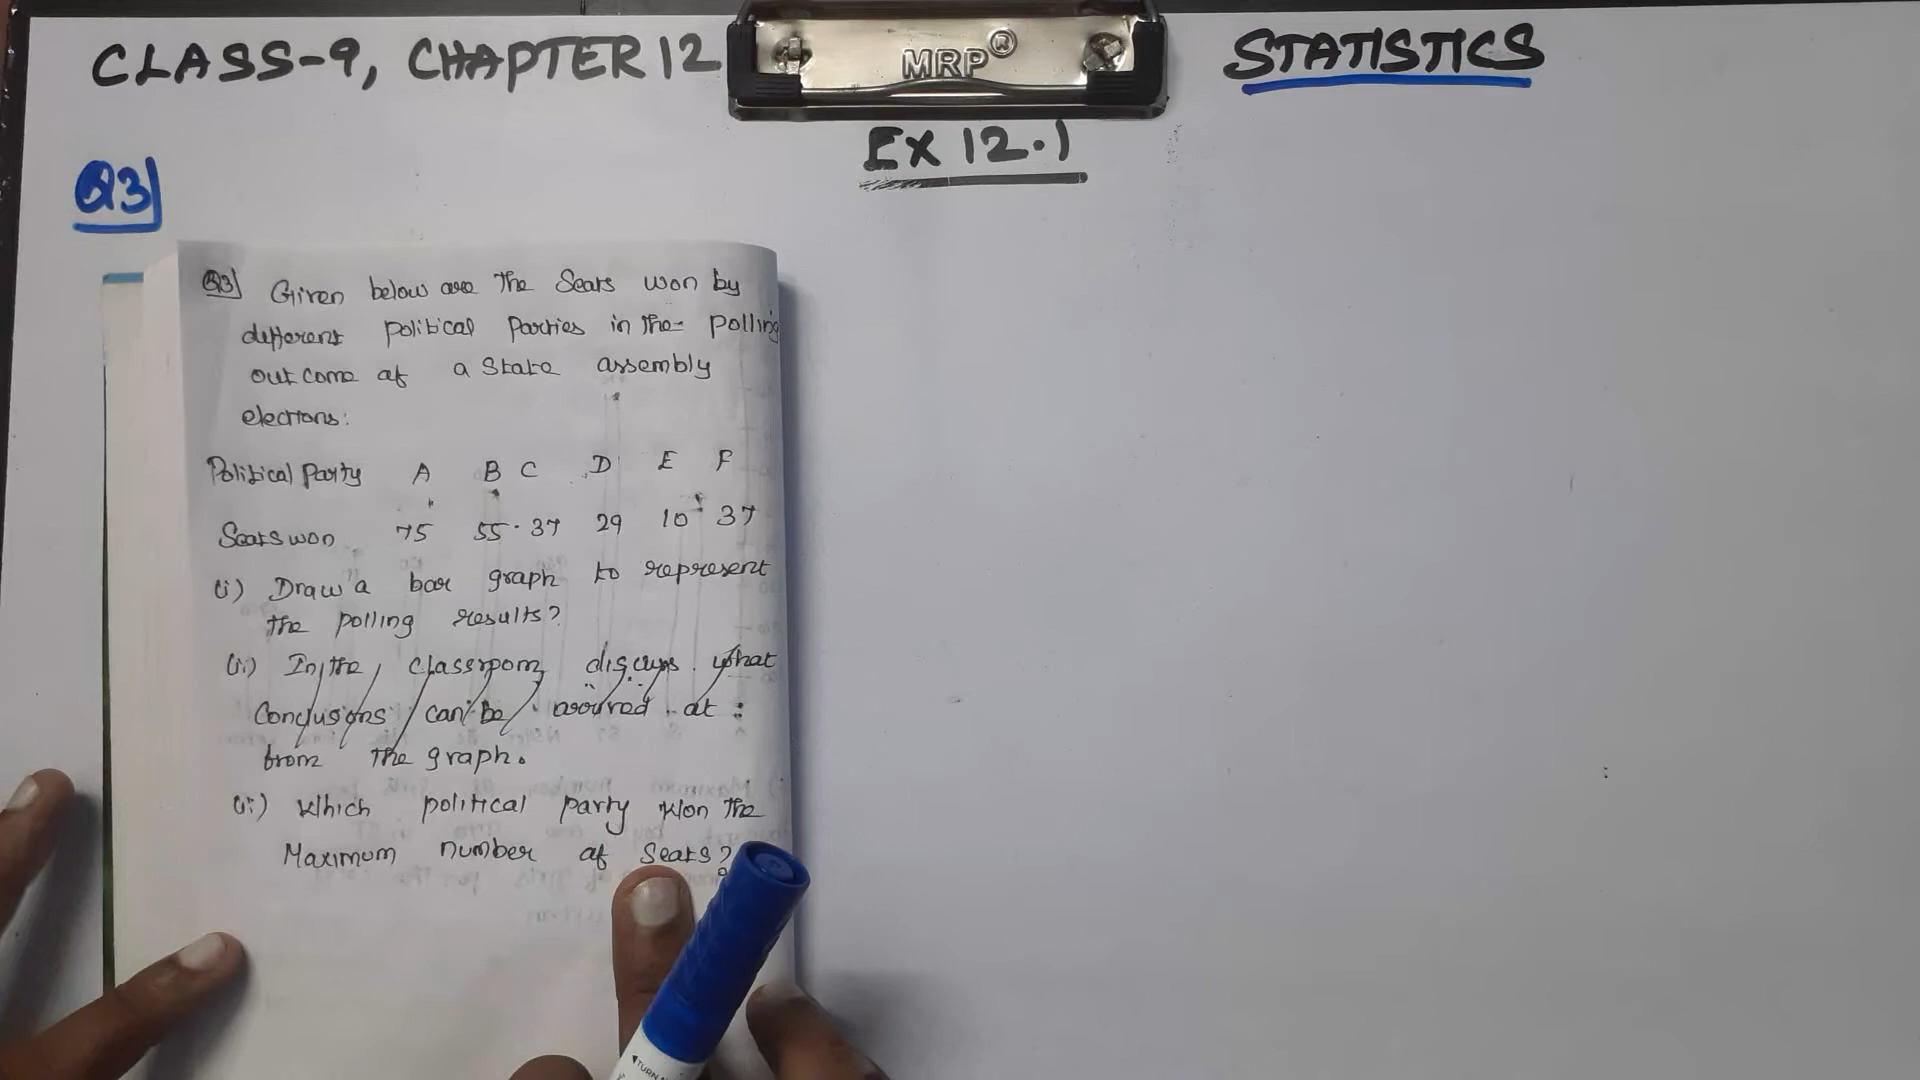 CLASS-9, CHAPTER 12
MRP®
STATISTICS
EX 12.1
Q3
Q3) Given below are The Seats won by
different political Parties in the polling
out come of a State assembly
elections:
Political Party A B C D E F
Seats won 75 55 37 29 10 37
(i) Draw a bar graph to represent
the polling results?
(ii) In the classroom discuss what
Conclusions can be arrived at :
from the graph.
(ii) Which political party won the
Maximum number of Seats?